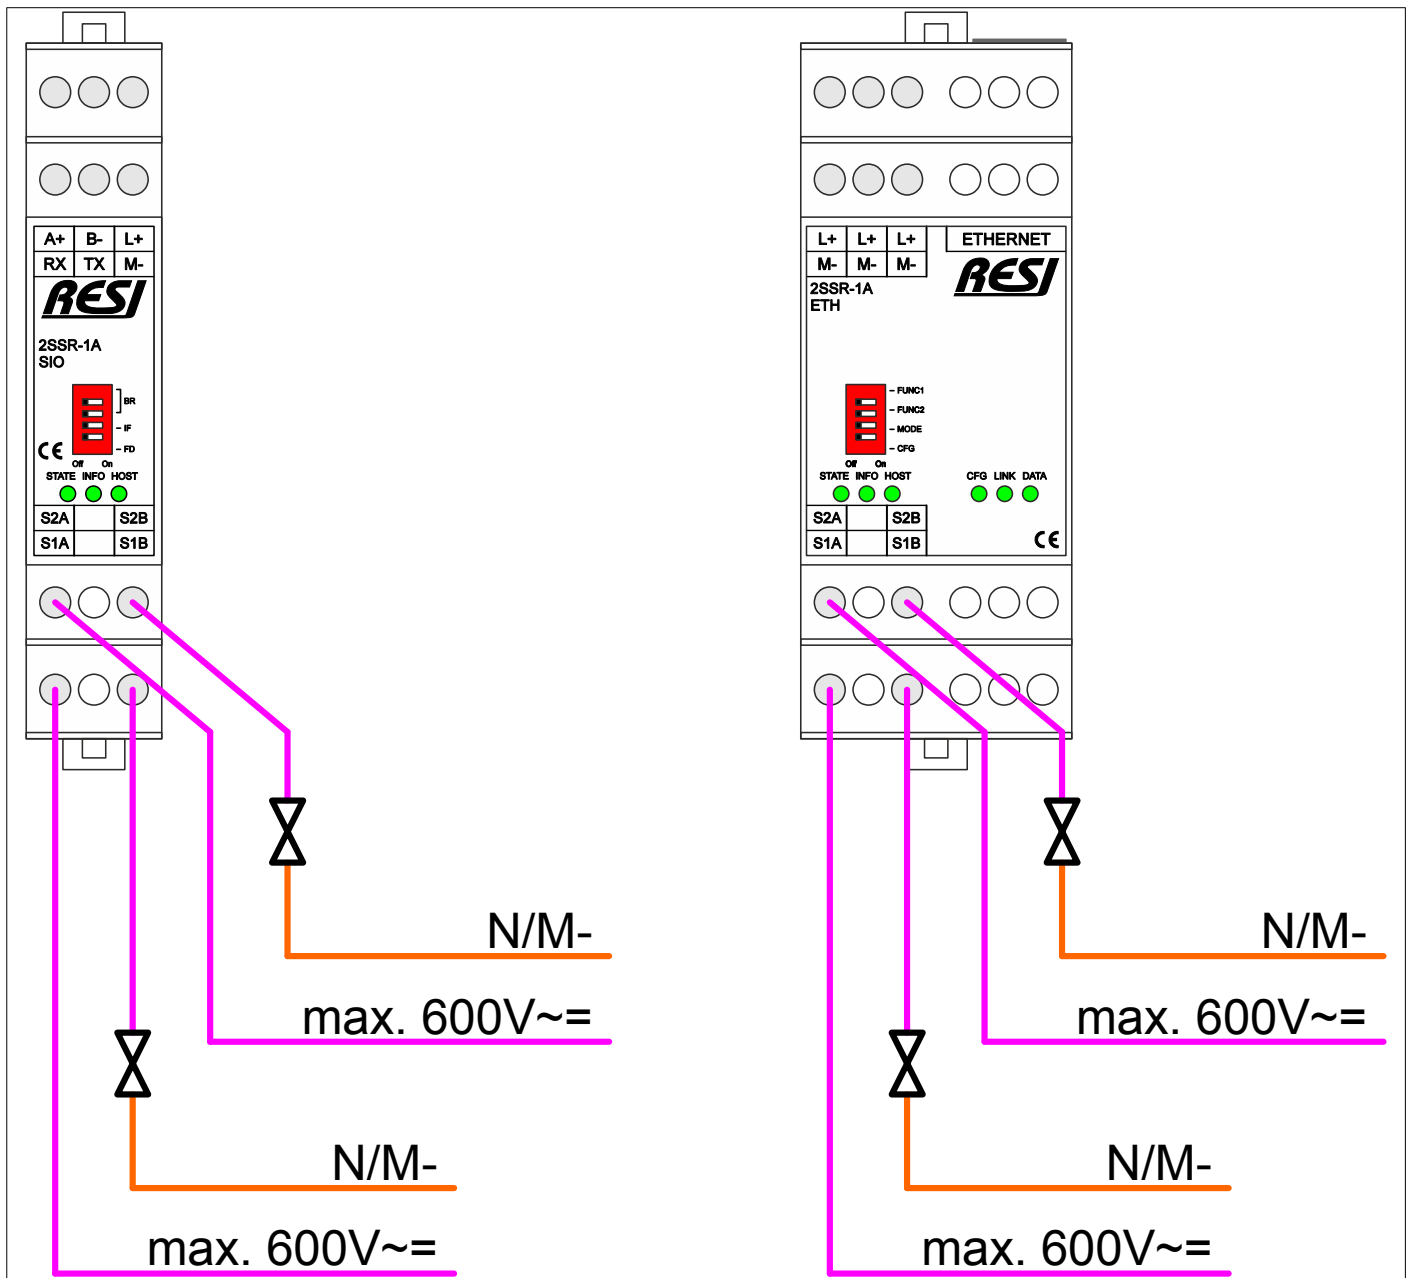 A+ B- L+
RX TX M-
RESI
2SSR-1A
SIO
BR
IF
FD
CE
Off On
STATE INFO HOST
S2A S2B
S1A S1B
N/M-
max. 600V~=
N/M-
max. 600V~=
L+ L+ L+ ETHERNET
M- M- M-
RESI
2SSR-1A
ETH
FUNC1
FUNC2
MODE
CFG
Off On
STATE INFO HOST CFG LINK DATA
S2A S2B
S1A S1B
CE
N/M-
max. 600V~=
N/M-
max. 600V~=